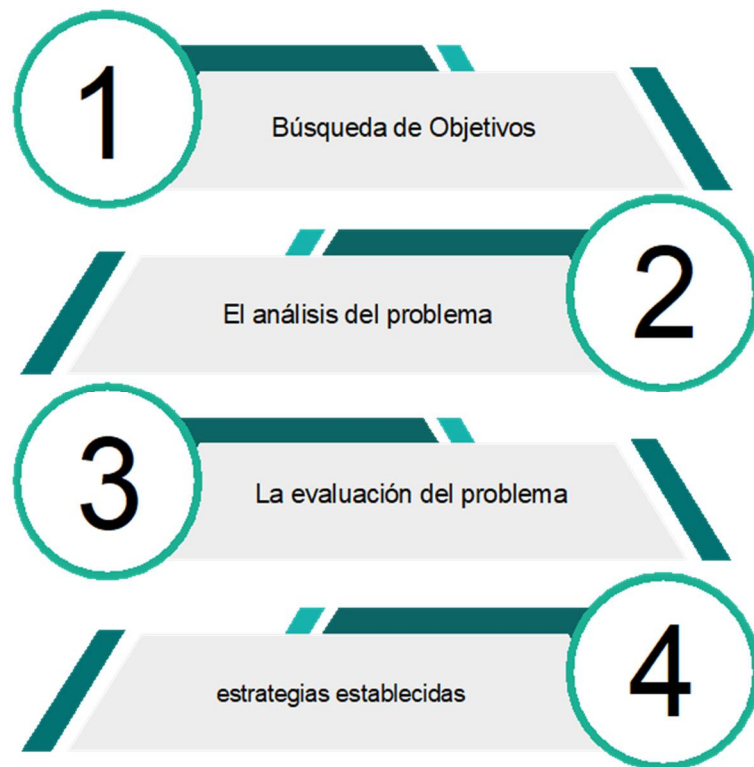 1
Búsqueda de Objetivos
El análisis del problema
2
3
La evaluación del problema
estrategias establecidas
4